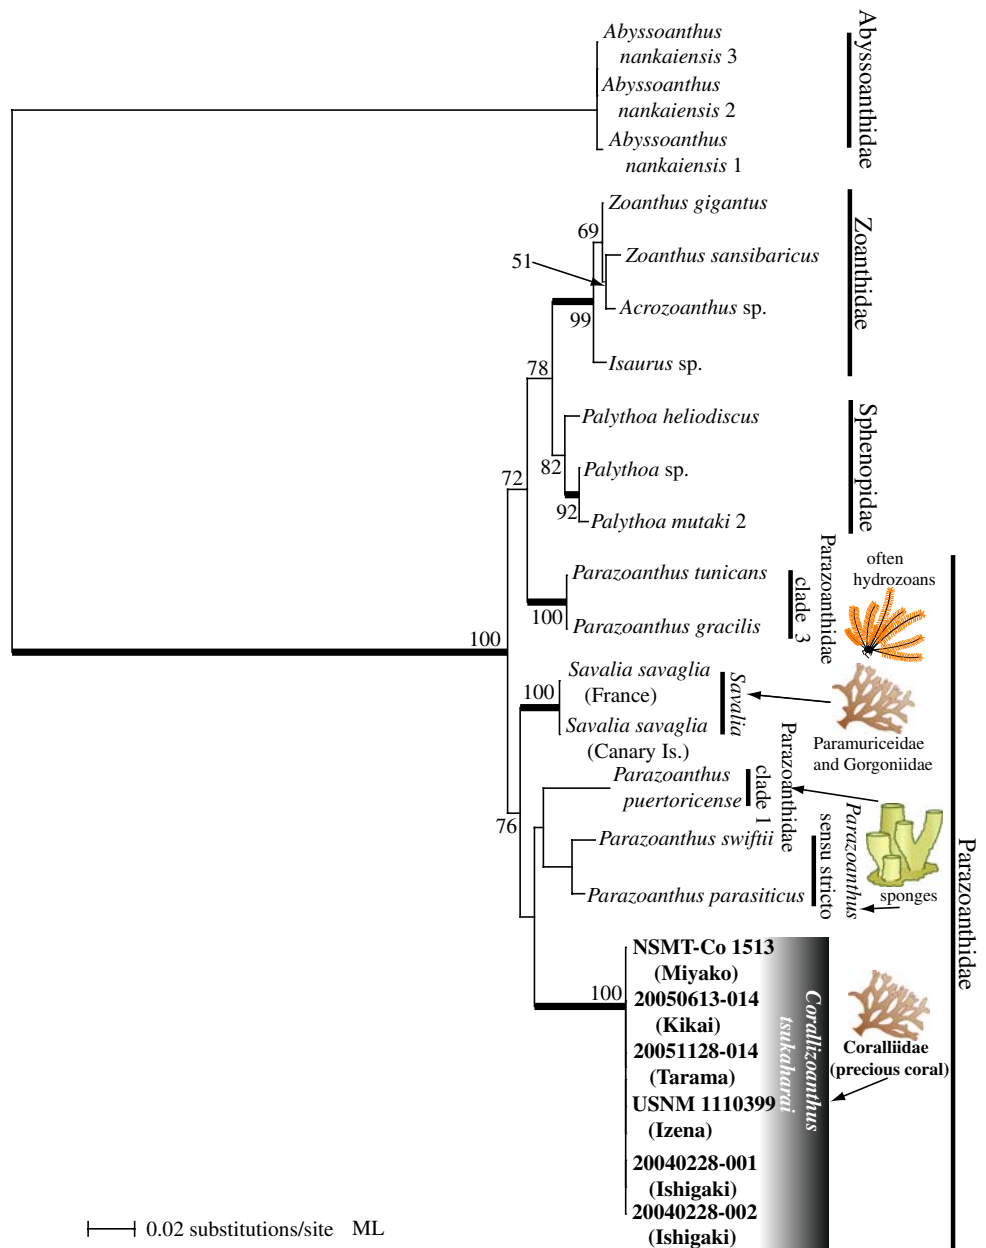 Abyssoanthus
nankaiensis 3
Abyssoanthus
nankaiensis 2
Abyssoanthus
nankaiensis 1
Abyssoanthidae
Zoanthus gigantus
69
51
Zoanthus sansibaricus
Acrozoanthus sp.
99
Isaurus sp.
Zoanthidae
78
Palythoa heliodiscus
82
Palythoa sp.
92
Palythoa mutaki 2
Sphenopidae
72
Parazoanthus tunicans
100
Parazoanthus gracilis
Parazoanthidae
clade 3
often
hydrozoans
100
Savalia savaglia
(France)
100
Savalia savaglia
(Canary Is.)
Savalia
Paramuriceidae
and Gorgoniidae
76
Parazoanthus
puertoricense
Parazoanthidae
clade 1
Parazoanthus swiftii
Parazoanthus parasiticus
Parazoanthus
sensu stricto
sponges
Parazoanthidae
100
NSMT-Co 1513
(Miyako)
20050613-014
(Kikai)
20051128-014
(Tarama)
USNM 1110399
(Izena)
20040228-001
(Ishigaki)
20040228-002
(Ishigaki)
Corallizoanthus
tsukaharai
Coralliidae
(precious coral)
0.02 substitutions/site ML